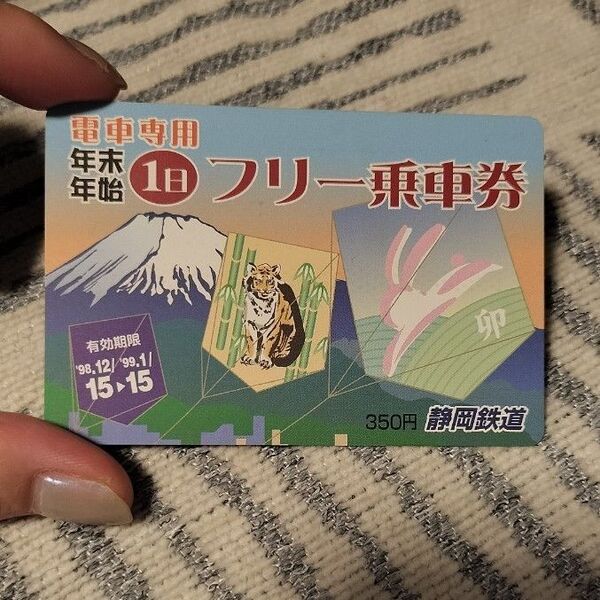 電車専用
年末
年始
1日
フリー乗車券
卯
有効期限
'98.12/'99.1/
15▶15
350円 静岡鉄道